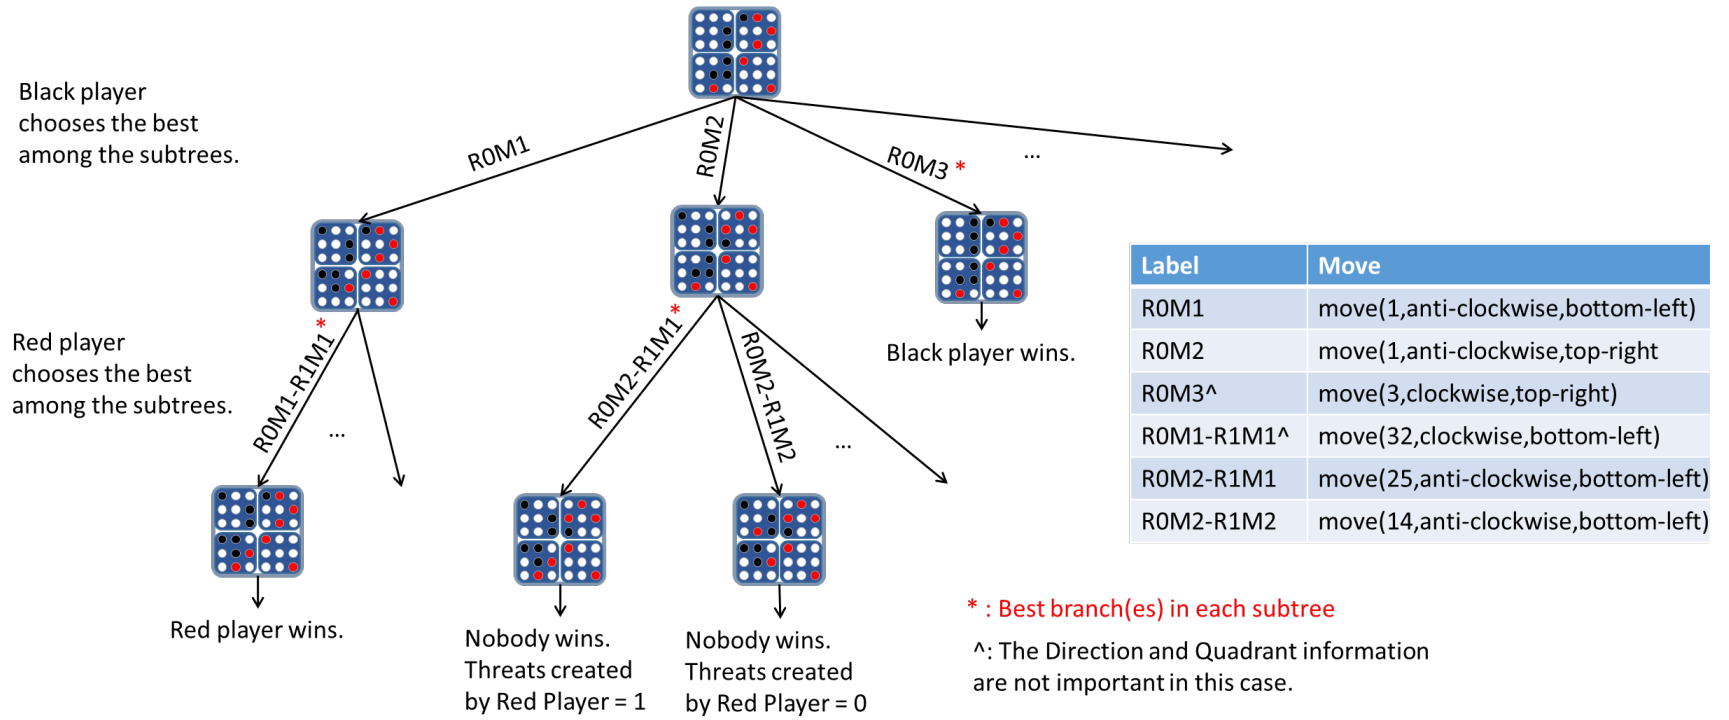 Black player
chooses the best
among the subtrees.
R0M1
R0M2
R0M3 *
...
Red player
chooses the best
among the subtrees.
R0M1-R1M1 *
...
R0M2-R1M1 *
R0M2-R1M2
...
Black player wins.
Red player wins.
Nobody wins.
Threats created
by Red Player = 1
Nobody wins.
Threats created
by Red Player = 0
Label Move
R0M1 move(1,anti-clockwise,bottom-left)
R0M2 move(1,anti-clockwise,top-right
R0M3^ move(3,clockwise,top-right)
R0M1-R1M1^ move(32,clockwise,bottom-left)
R0M2-R1M1 move(25,anti-clockwise,bottom-left)
R0M2-R1M2 move(14,anti-clockwise,bottom-left)
* : Best branch(es) in each subtree
^: The Direction and Quadrant information
are not important in this case.